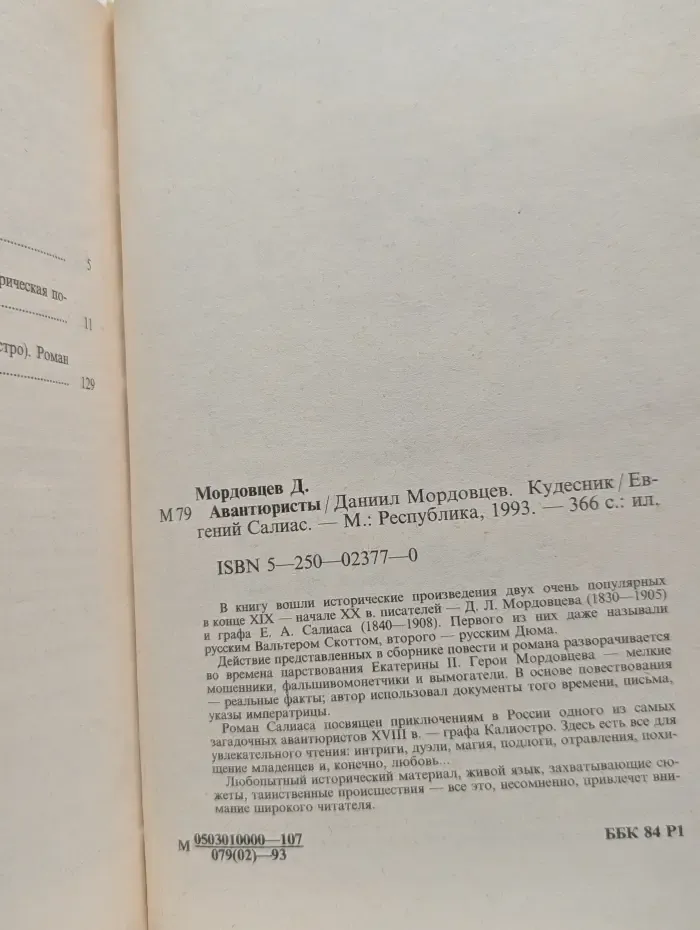 5
рическая по-
11
стро). Роман
129
Мордовцев Д.
М 79 Авантюристы / Даниил Мордовцев. Кудесник / Ев-
гений Салиас. — М.: Республика, 1993. — 366 с.: ил.
ISBN 5—250—02377—0
В книгу вошли исторические произведения двух очень популярных
в конце XIX — начале XX в. писателей — Д. Л. Мордовцева (1830—1905)
и графа Е. А. Салиаса (1840—1908). Первого из них даже называли
русским Вальтером Скоттом, второго — русским Дюма.
Действие представленных в сборнике повести и романа разворачивается
во времена царствования Екатерины II. Герои Мордовцева — мелкие
мошенники, фальшивомонетчики и вымогатели. В основе повествования
— реальные факты; автор использовал документы того времени, письма,
указы императрицы.
Роман Салиаса посвящен приключениям в России одного из самых
загадочных авантюристов XVIII в. — графа Калиостро. Здесь есть все для
увлекательного чтения: интриги, дуэли, магия, подлоги, отравления, похи-
щение младенцев и, конечно, любовь...
Любопытный исторический материал, живой язык, захватывающие сю-
жеты, таинственные происшествия — все это, несомненно, привлечет вни-
мание широкого читателя.
М 0503010000—107
079(02)—93
ББК 84 Р1